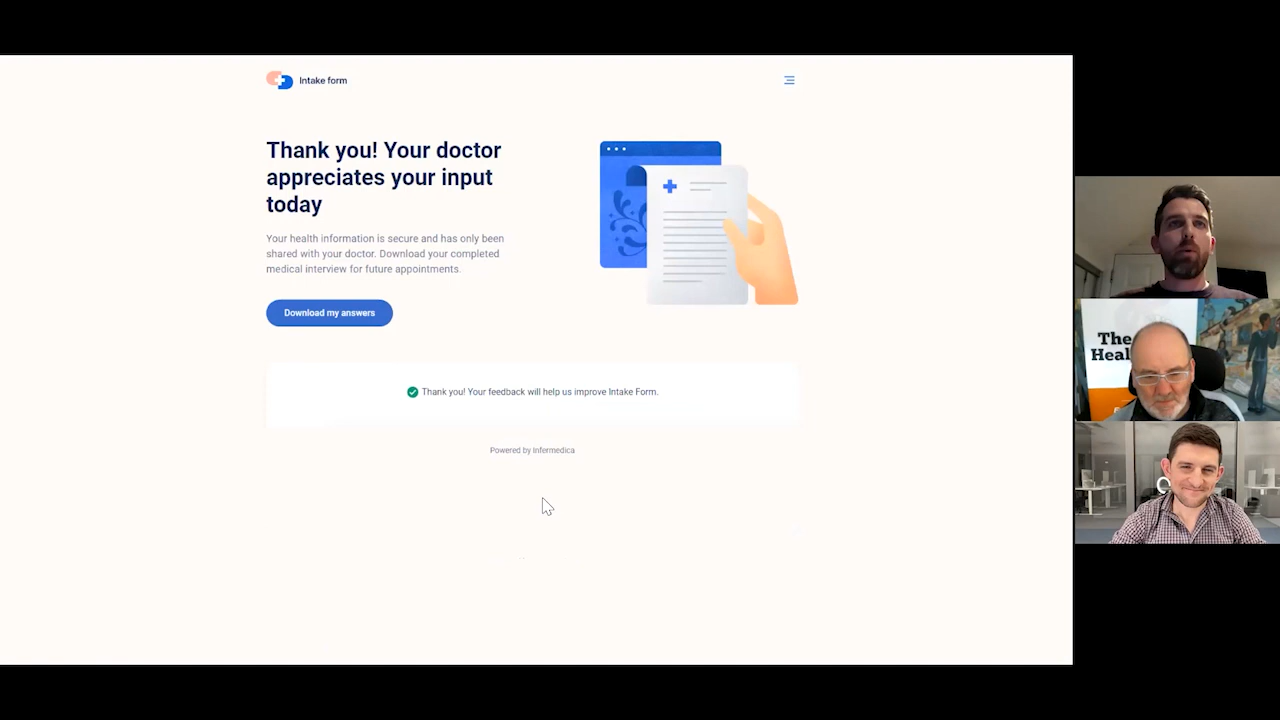 Intake form
Thank you! Your doctor
appreciates your input
today
Your health information is secure and has only been
shared with your doctor. Download your completed
medical interview for future appointments.
Download my answers
Thank you! Your feedback will help us improve Intake Form.
Powered by Infermedica
The
Heal